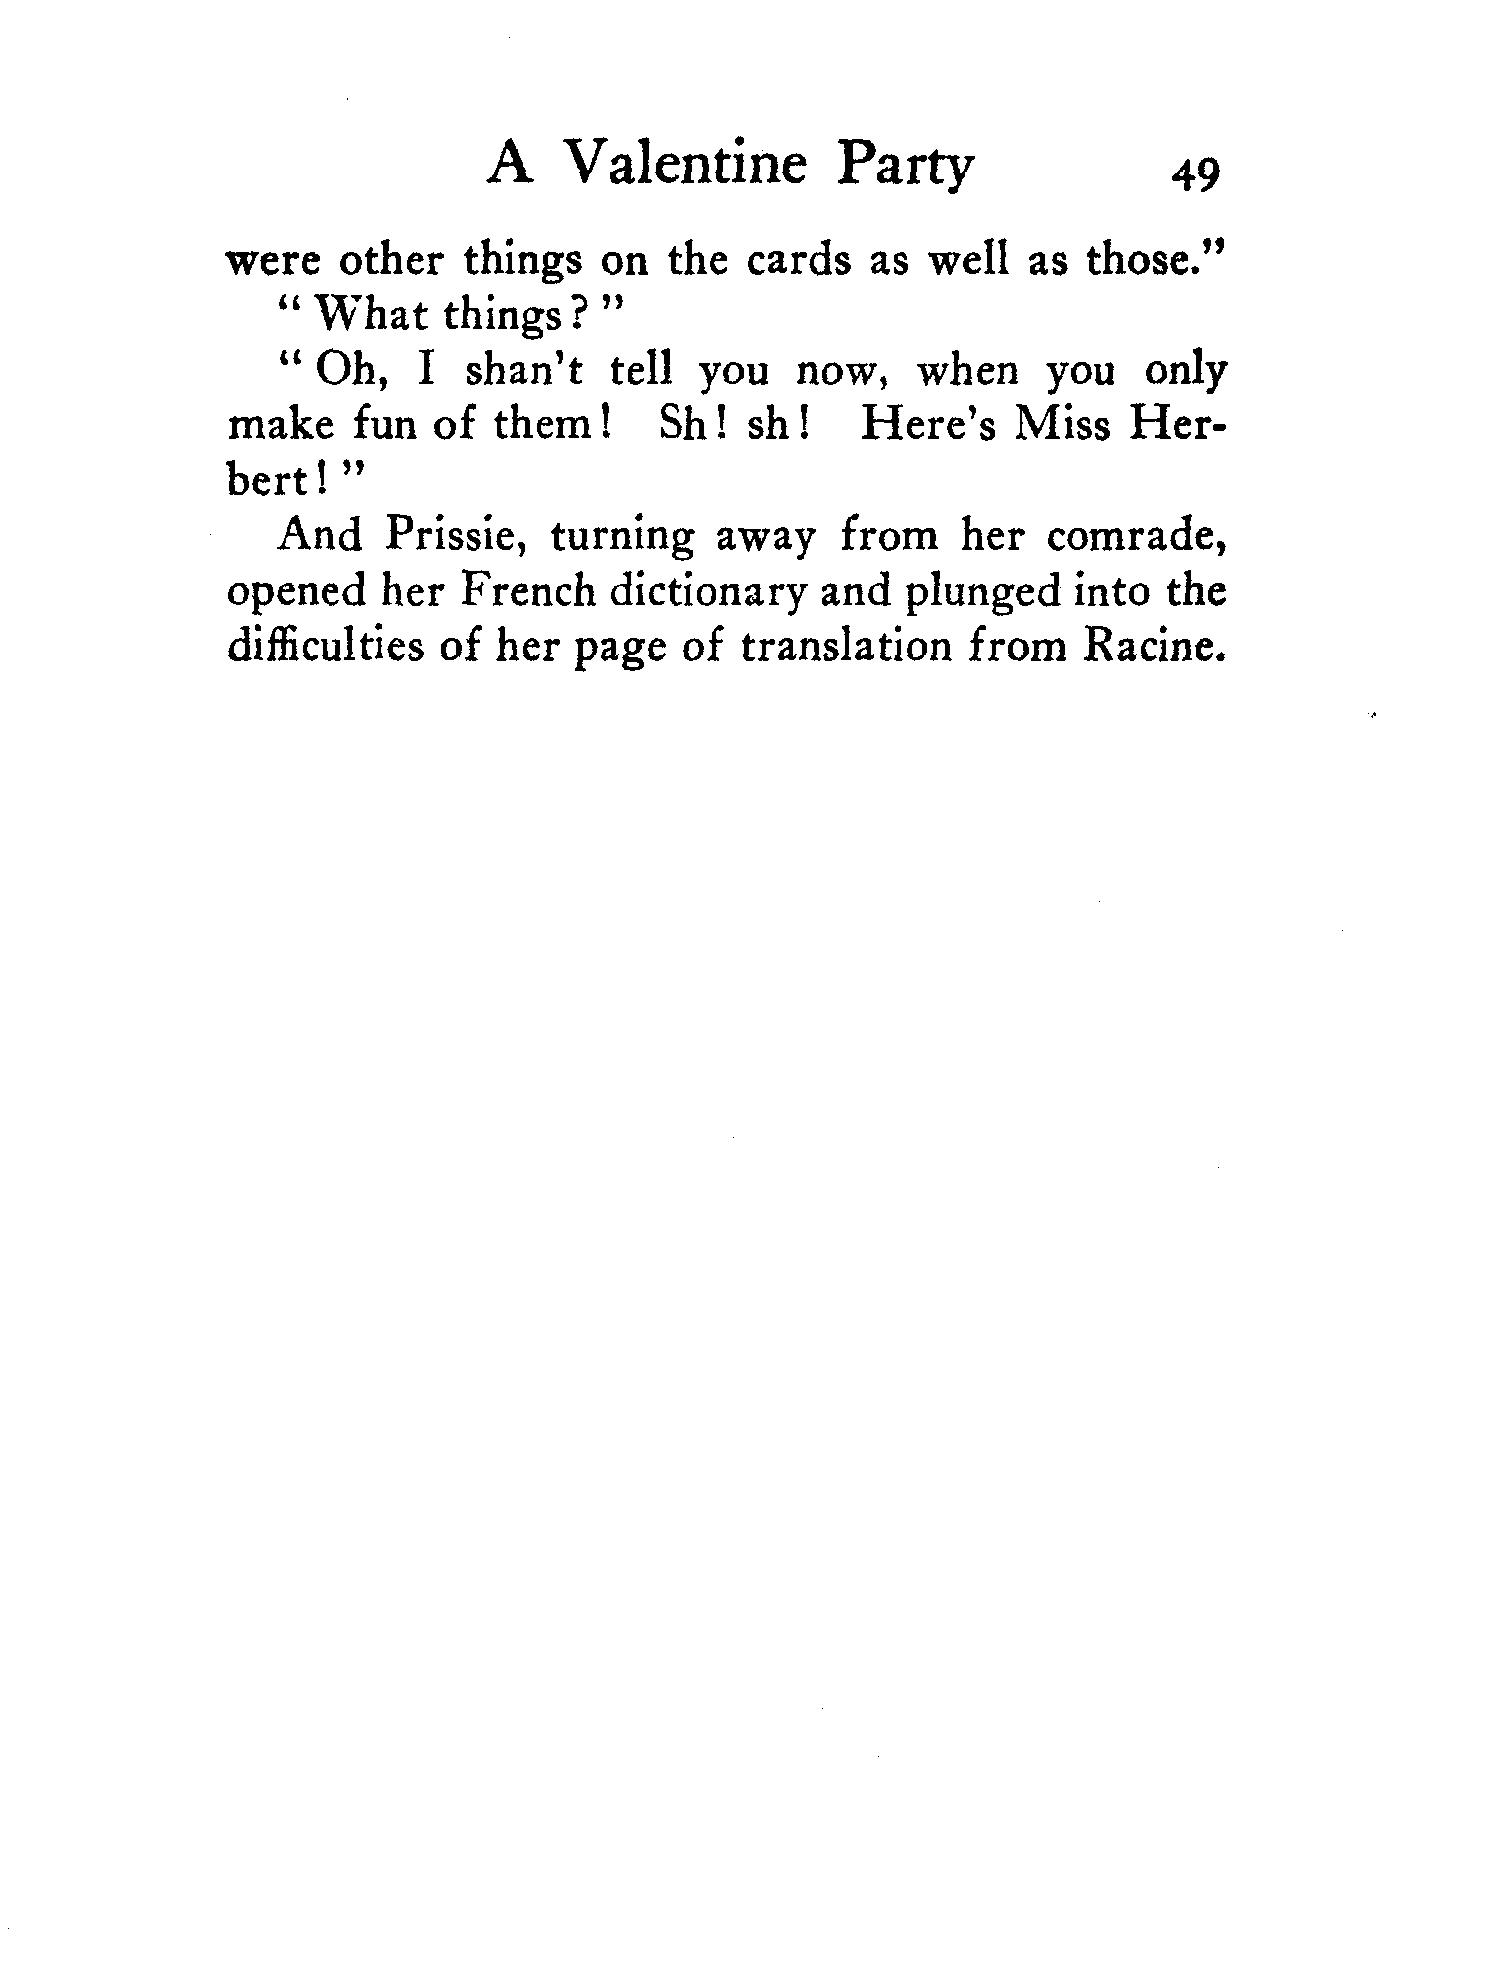 A Valentine Party 49
were other things on the cards as well as those."
"What things?"
"Oh, I shan't tell you now, when you only
make fun of them! Sh! sh! Here's Miss Her-
bert!"
And Prissie, turning away from her comrade,
opened her French dictionary and plunged into the
difficulties of her page of translation from Racine.